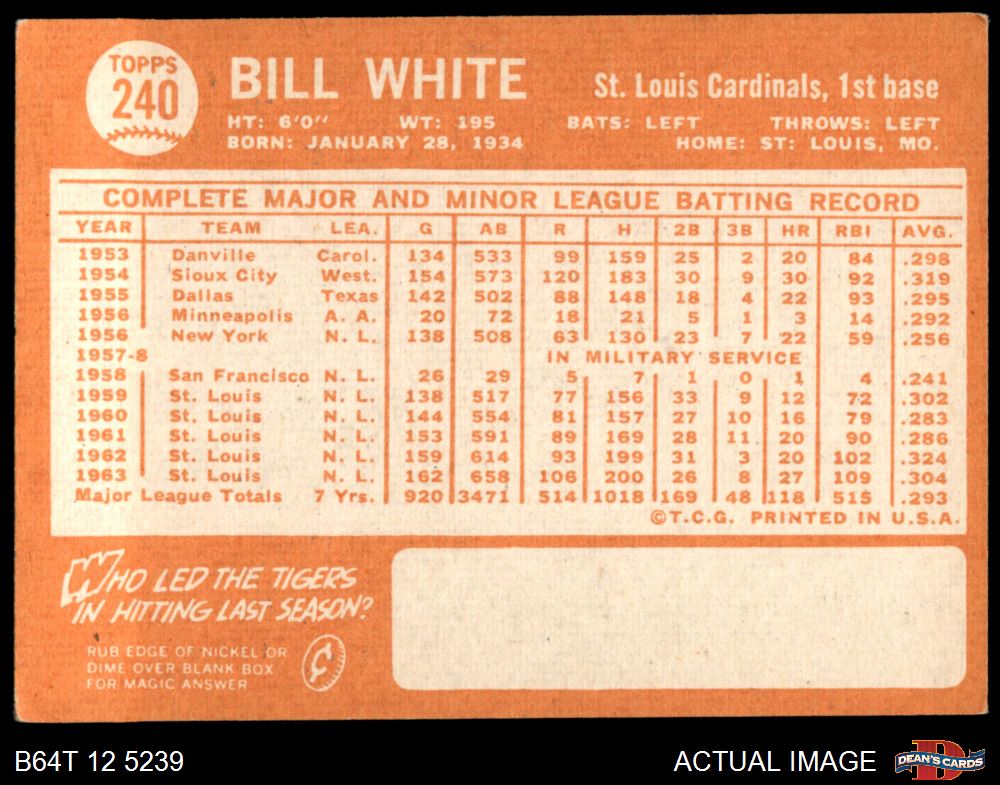 TOPPS
240
BILL WHITE
St. Louis Cardinals, 1st base
HT: 6'0" WT: 195 BATS: LEFT THROWS: LEFT
BORN: JANUARY 28, 1934 HOME: ST: LOUIS, MO.
COMPLETE MAJOR AND MINOR LEAGUE BATTING RECORD
YEAR TEAM LEA. G AB R H 2B 3B HR RBI AVG.
1953 Danville Carol. 134 533 99 159 25 2 20 84 .298
1954 Sioux City West. 154 573 120 183 30 9 30 92 .319
1955 Dallas Texas 142 502 88 148 18 4 22 93 .295
1956 Minneapolis A. A. 20 72 18 21 5 1 3 14 .292
1956 New York N. L. 138 508 63 130 23 7 22 59 .256
1957-8 IN MILITARY SERVICE
1958 San Francisco N. L. 26 29 5 7 1 0 1 4 .241
1959 St. Louis N. L. 138 517 77 156 33 9 12 72 .302
1960 St. Louis N. L. 144 554 81 157 27 10 16 79 .283
1961 St. Louis N. L. 153 591 89 169 28 11 20 90 .286
1962 St. Louis N. L. 159 614 93 199 31 3 20 102 .324
1963 St. Louis N. L. 162 658 106 200 26 8 27 109 .304
Major League Totals 7 Yrs. 920 3471 514 1018 169 48 118 515 .293
©T.C.G. PRINTED IN U.S.A.
WHO LED THE TIGERS
IN HITTING LAST SEASON?
RUB EDGE OF NICKEL OR
DIME OVER BLANK BOX
FOR MAGIC ANSWER
¢
B64T 12 5239
ACTUAL IMAGE
D
DEAN'S CARDS